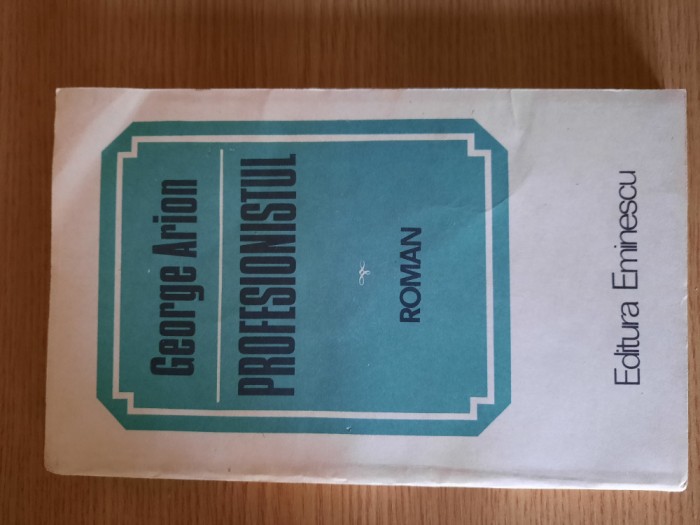 George Arion
PROFESIONISTUL
ROMAN
Editura Eminescu